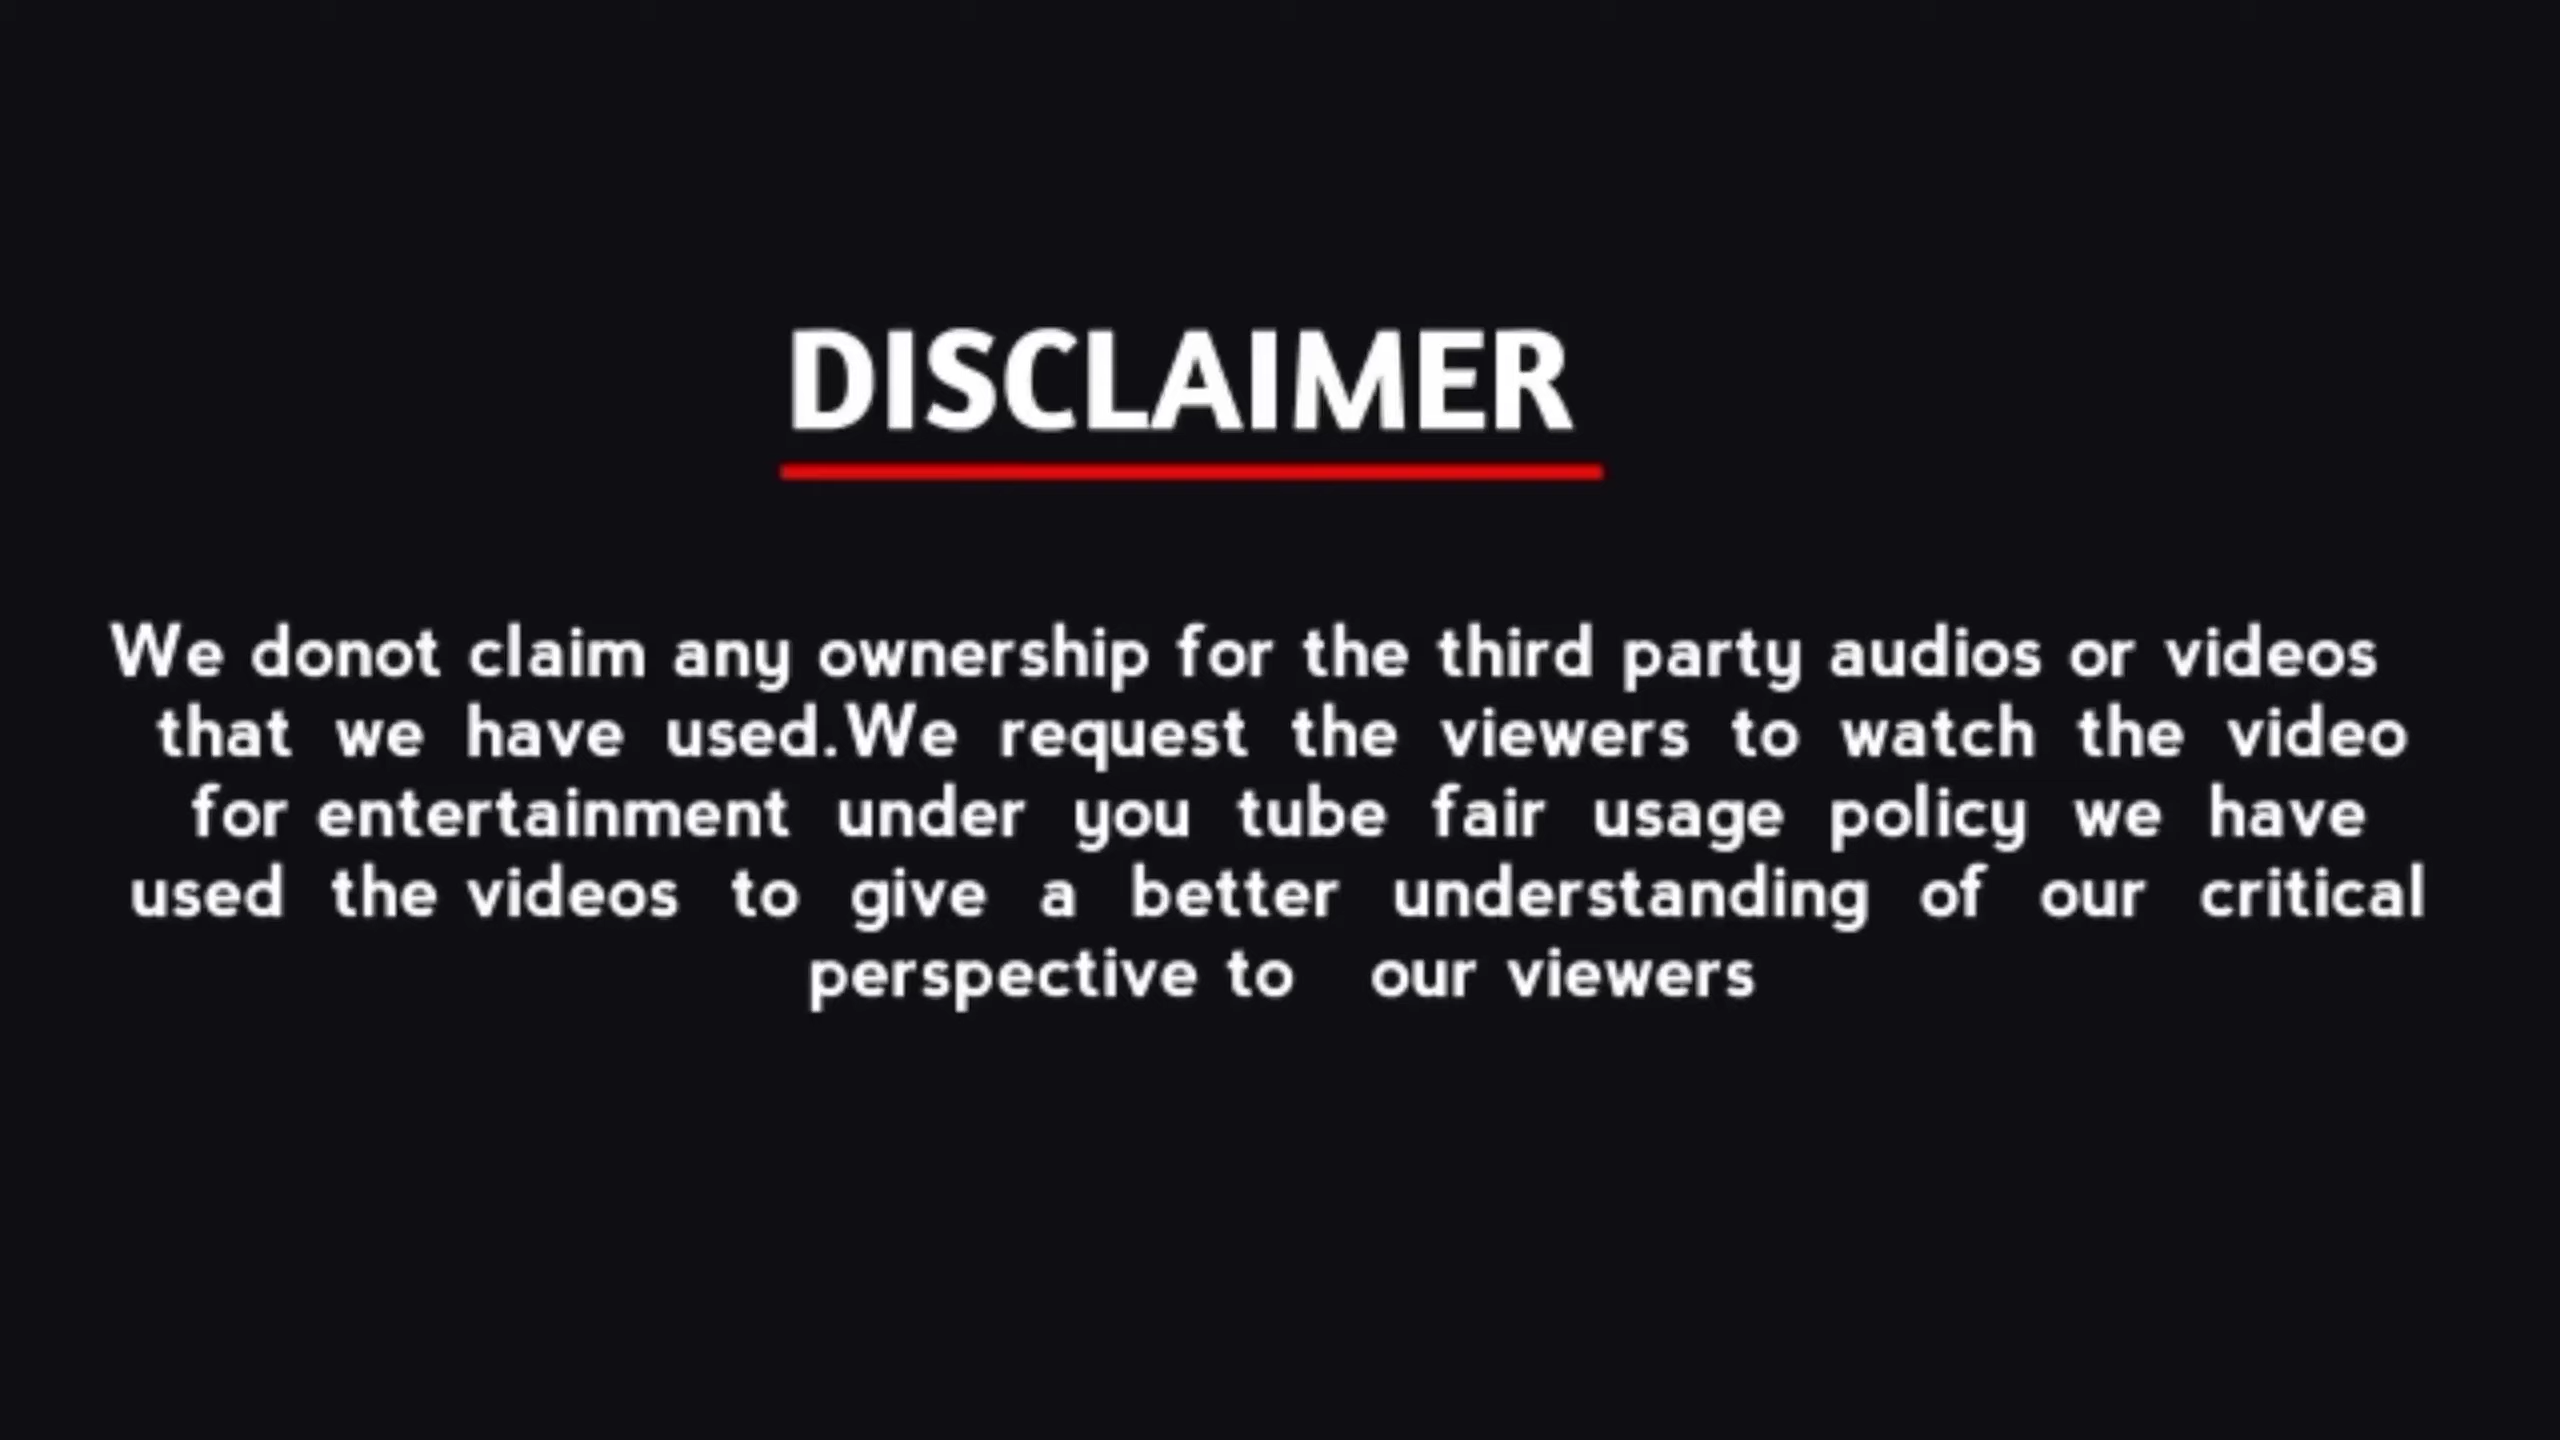 DISCLAIMER
We donot claim any ownership for the third party audios or videos
that we have used.We request the viewers to watch the video
for entertainment under you tube fair usage policy we have
used the videos to give a better understanding of our critical
perspective to our viewers